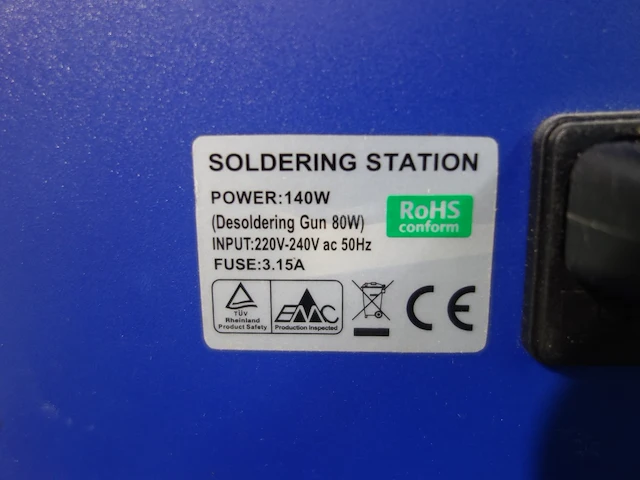 SOLDERING STATION
POWER:140W
(Desoldering Gun 80W)
INPUT:220V-240V ac 50Hz
FUSE:3.15A
RoHS
conform
TÜV
Rheinland
Product Safety
EMC
Production Inspected
CE